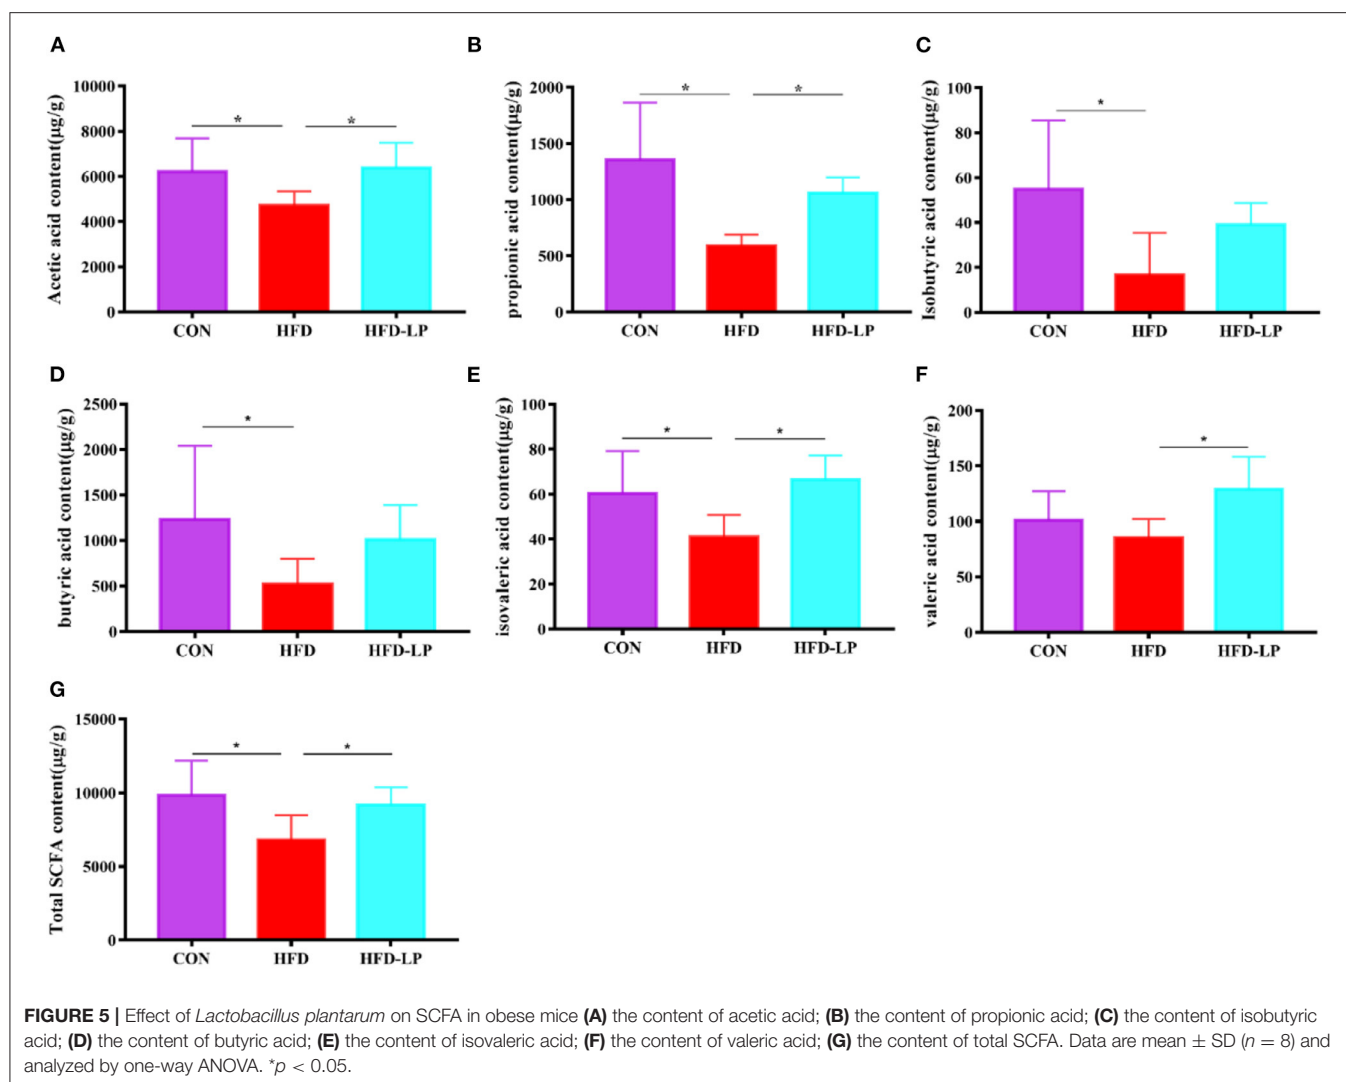 A
Acetic acid content(μg/g)
10000
8000
6000
4000
2000
0
*
*
CON HFD HFD-LP
B
propionic acid content(μg/g)
2000
1500
1000
500
0
*
*
CON HFD HFD-LP
C
Isobutyric acid content(μg/g)
100
80
60
40
20
0
*
CON HFD HFD-LP
D
butyric acid content(μg/g)
2500
2000
1500
1000
500
0
*
CON HFD HFD-LP
E
isovaleric acid content(μg/g)
100
80
60
40
20
0
*
*
CON HFD HFD-LP
F
valeric acid content(μg/g)
200
150
100
50
0
*
CON HFD HFD-LP
G
Total SCFA content(μg/g)
15000
10000
5000
0
*
*
CON HFD HFD-LP
FIGURE 5 | Effect of Lactobacillus plantarum on SCFA in obese mice (A) the content of acetic acid; (B) the content of propionic acid; (C) the content of isobutyric
acid; (D) the content of butyric acid; (E) the content of isovaleric acid; (F) the content of valeric acid; (G) the content of total SCFA. Data are mean ± SD (n = 8) and
analyzed by one-way ANOVA. *p < 0.05.